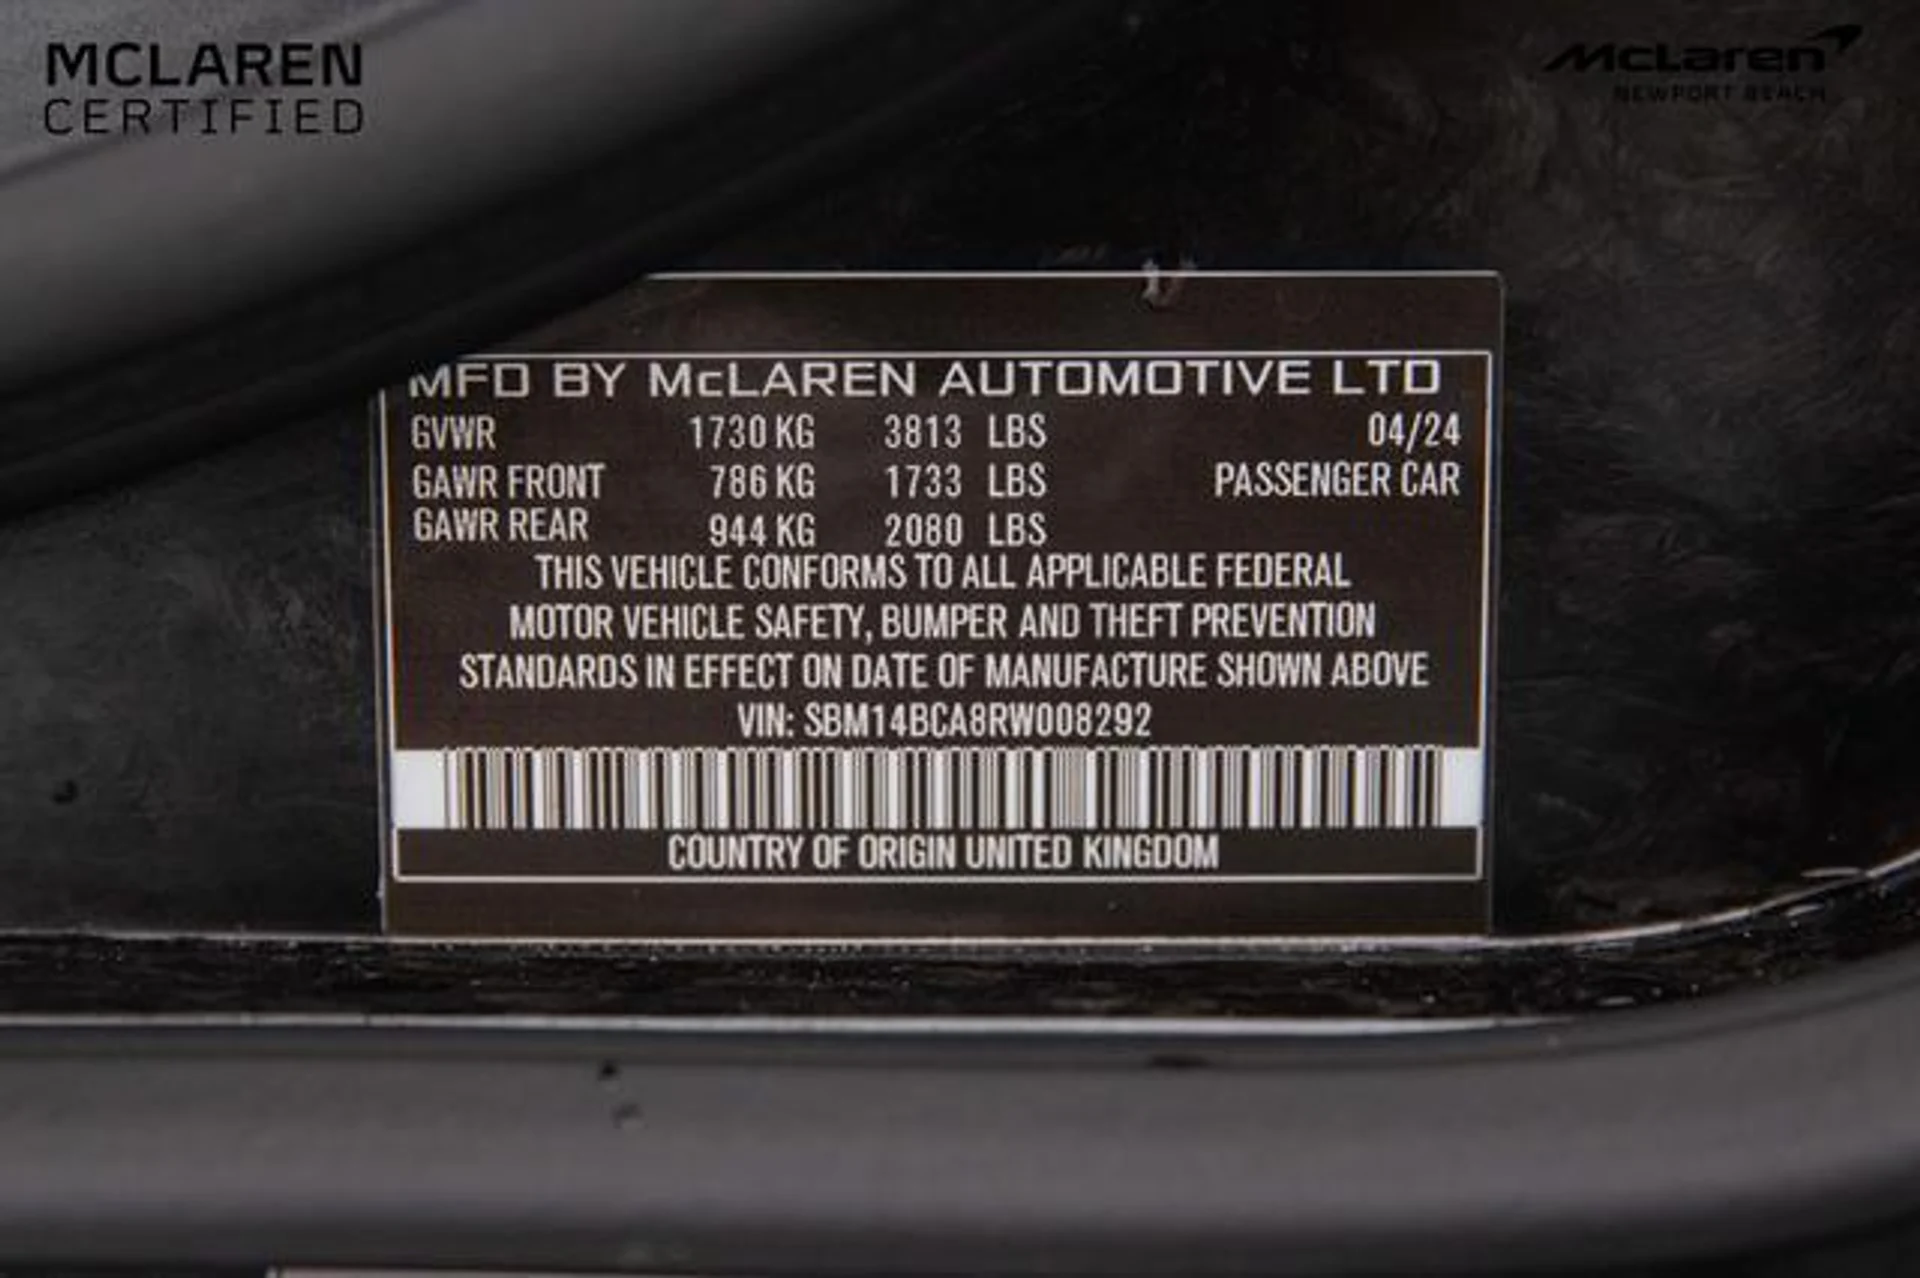 MCLAREN
CERTIFIED
McLaren
NEWPORT BEACH
MFD BY McLAREN AUTOMOTIVE LTD
GVWR 1730 KG 3813 LBS 04/24
GAWR FRONT 786 KG 1733 LBS PASSENGER CAR
GAWR REAR 944 KG 2080 LBS
THIS VEHICLE CONFORMS TO ALL APPLICABLE FEDERAL
MOTOR VEHICLE SAFETY, BUMPER AND THEFT PREVENTION
STANDARDS IN EFFECT ON DATE OF MANUFACTURE SHOWN ABOVE
VIN: SBM14BCA8RW008292
COUNTRY OF ORIGIN UNITED KINGDOM